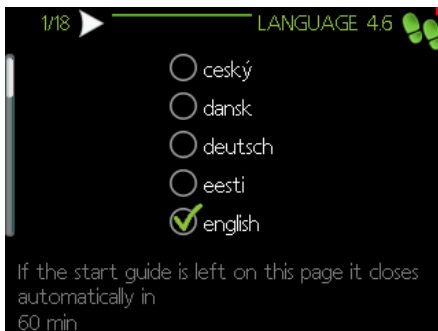 1/18 LANGUAGE 4.6
ceský
dansk
deutsch
eesti
english
If the start guide is left on this page it closes
automatically in
60 min